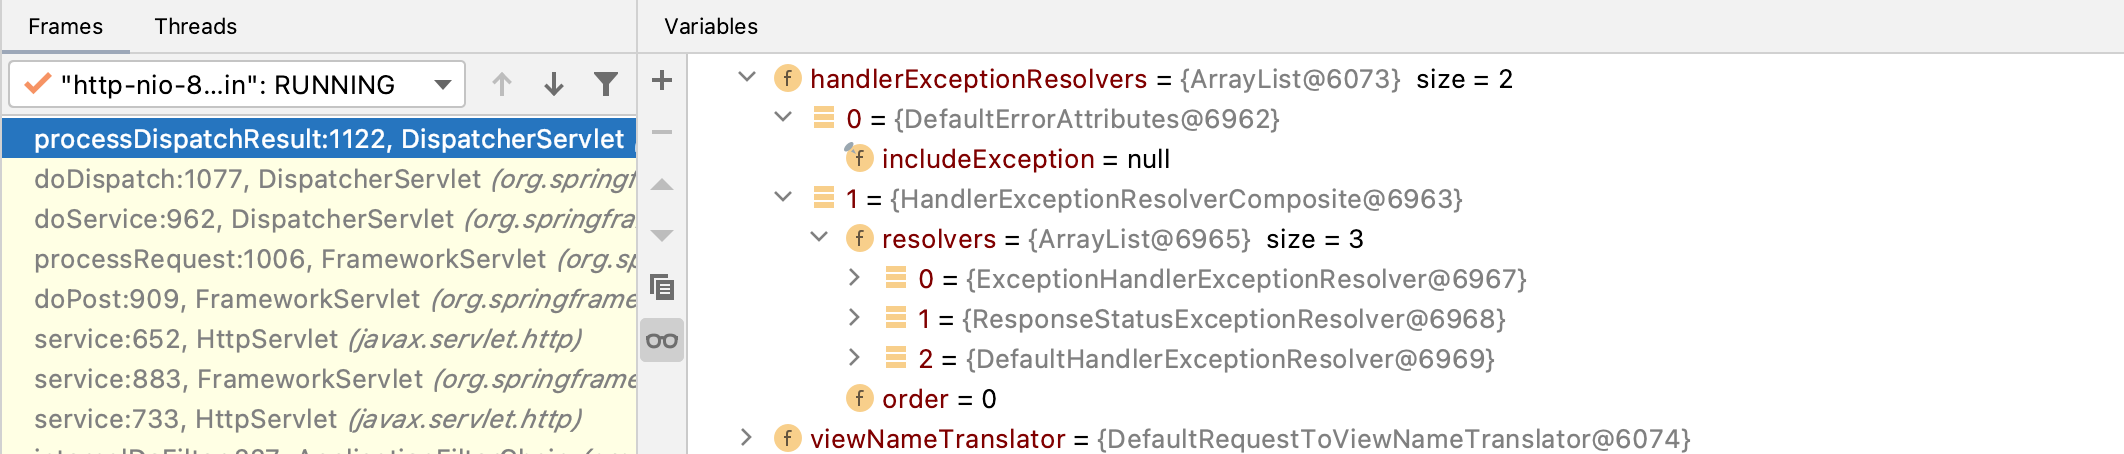 Frames Threads
"http-nio-8...in": RUNNING
processDispatchResult:1122, DispatcherServlet
doDispatch:1077, DispatcherServlet (org.springf
doService:962, DispatcherServlet (org.springfra
processRequest:1006, FrameworkServlet (org.sp
doPost:909, FrameworkServlet (org.springframe
service:652, HttpServlet (javax.servlet.http)
service:883, FrameworkServlet (org.springframe
service:733, HttpServlet (javax.servlet.http)
Variables
f handlerExceptionResolvers = {ArrayList@6073} size = 2
0 = {DefaultErrorAttributes@6962}
f includeException = null
1 = {HandlerExceptionResolverComposite@6963}
f resolvers = {ArrayList@6965} size = 3
0 = {ExceptionHandlerExceptionResolver@6967}
1 = {ResponseStatusExceptionResolver@6968}
2 = {DefaultHandlerExceptionResolver@6969}
f order = 0
f viewNameTranslator = {DefaultRequestToViewNameTranslator@6074}